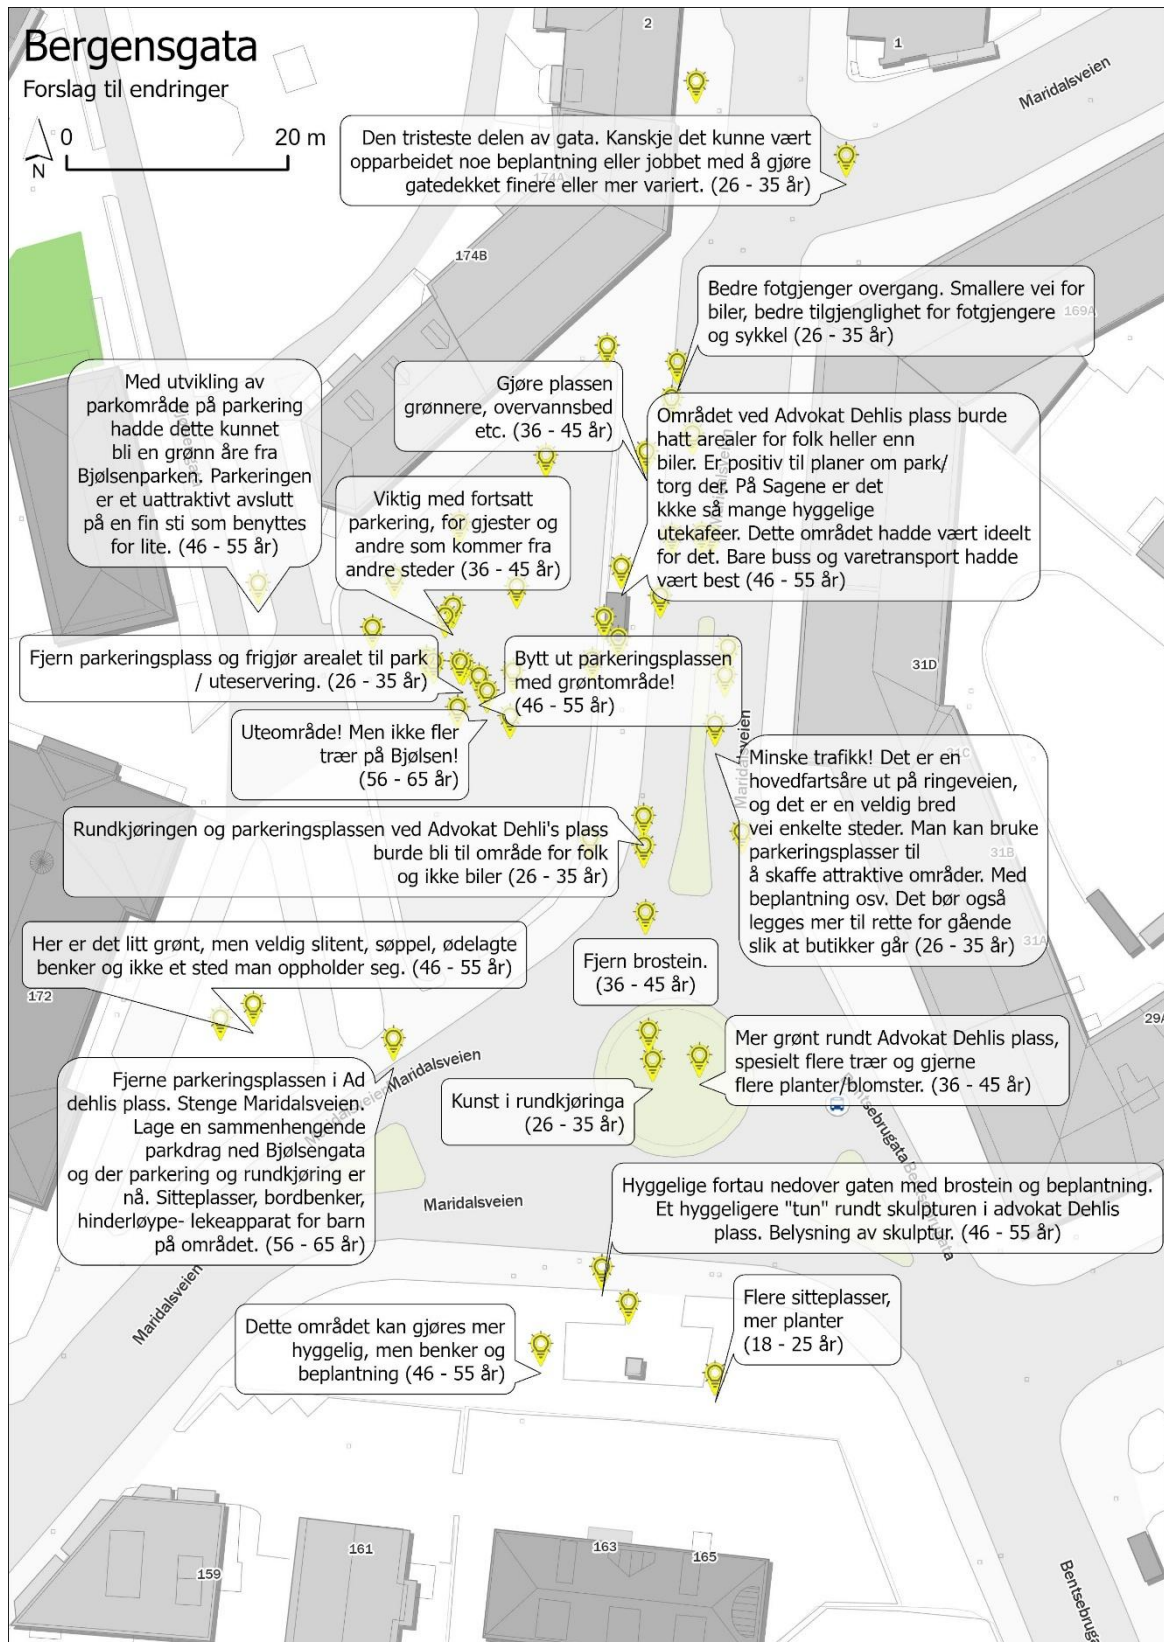 Bergensgata
Forslag til endringer
0 20 m
N
2
1
Maridalsveien
Den tristeste delen av gata. Kanskje det kunne vært
opparbeidet noe beplantning eller jobbet med å gjøre
gatedekket finere eller mer variert. (26 - 35 år)
174A
174B
Bedre fotgjenger overgang. Smallere vei for
biler, bedre tilgjenglighet for fotgjengere
og sykkel (26 - 35 år)
169A
Med utvikling av
parkområde på parkering
hadde dette kunnet
bli en grønn åre fra
Bjølsenparken. Parkeringen
er et uattraktivt avslutt
på en fin sti som benyttes
for lite. (46 - 55 år)
Gjøre plassen
grønnere, overvannsbed
etc. (36 - 45 år)
Området ved Advokat Dehlis plass burde
hatt arealer for folk heller enn
biler. Er positiv til planer om park/
torg der. På Sagene er det
kkke så mange hyggelige
utekafeer. Dette området hadde vært ideelt
for det. Bare buss og varetransport hadde
vært best (46 - 55 år)
Maridalsveien
Viktig med fortsatt
parkering, for gjester og
andre som kommer fra
andre steder (36 - 45 år)
Fjern parkeringsplass og frigjør arealet til park
/ uteservering. (26 - 35 år)
Bytt ut parkeringsplassen
med grøntområde!
(46 - 55 år)
31D
Uteområde! Men ikke fler
trær på Bjølsen!
(56 - 65 år)
Maridalsveien
31C
Minske trafikk! Det er en
hovedfartsåre ut på ringeveien,
og det er en veldig bred
vei enkelte steder. Man kan bruke
parkeringsplasser til
å skaffe attraktive områder. Med
beplantning osv. Det bør også
legges mer til rette for gående
slik at butikker går (26 - 35 år)
31B
31A
Rundkjøringen og parkeringsplassen ved Advokat Dehli's plass
burde bli til område for folk
og ikke biler (26 - 35 år)
Her er det litt grønt, men veldig slitent, søppel, ødelagte
benker og ikke et sted man oppholder seg. (46 - 55 år)
Fjern brostein.
(36 - 45 år)
172
29A
Mer grønt rundt Advokat Dehlis plass,
spesielt flere trær og gjerne
flere planter/blomster. (36 - 45 år)
Maridalsveien
Maridalsveien
Fjerne parkeringsplassen i Ad
dehlis plass. Stenge Maridalsveien.
Lage en sammenhengende
parkdrag ned Bjølsengata
og der parkering og rundkjøring er
nå. Sitteplasser, bordbenker,
hinderløype- lekeapparat for barn
på området. (56 - 65 år)
Kunst i rundkjøringa
(26 - 35 år)
Bentsebrugata
Bentsebrugata
Maridalsveien
Hyggelige fortau nedover gaten med brostein og beplantning.
Et hyggeligere "tun" rundt skulpturen i advokat Dehlis
plass. Belysning av skulptur. (46 - 55 år)
Maridalsveien
Flere sitteplasser,
mer planter
(18 - 25 år)
Dette området kan gjøres mer
hyggelig, men benker og
beplantning (46 - 55 år)
159
161
163
165
Bentsebrugata